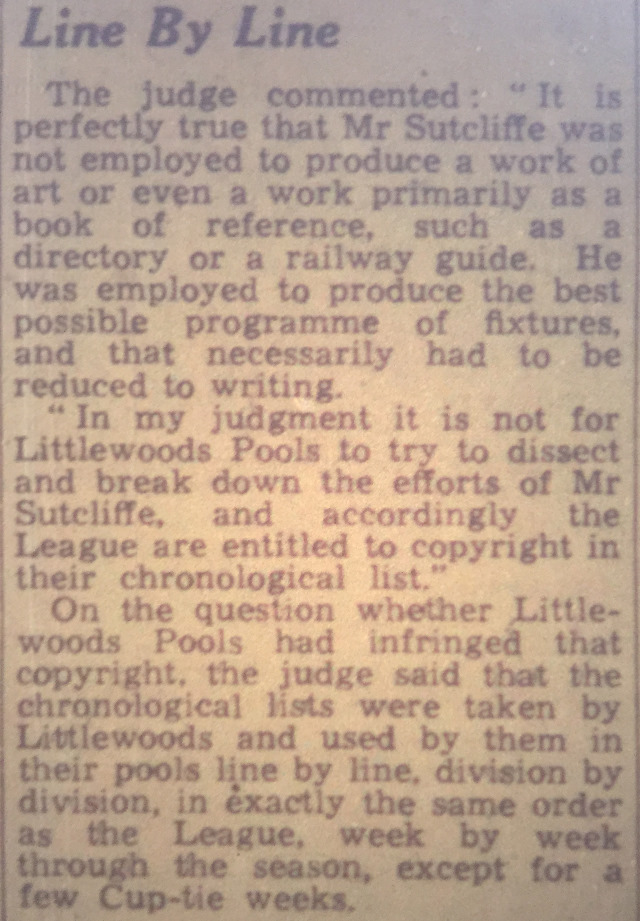 Line By Line
The judge commented: "It is
perfectly true that Mr Sutcliffe was
not employed to produce a work of
art or even a work primarily as a
book of reference, such as a
directory or a railway guide. He
was employed to produce the best
possible programme of fixtures,
and that necessarily had to be
reduced to writing.
"In my judgment it is not for
Littlewoods Pools to try to dissect
and break down the efforts of Mr
Sutcliffe, and accordingly the
League are entitled to copyright in
their chronological list."
On the question whether Little-
woods Pools had infringed that
copyright, the judge said that the
chronological lists were taken by
Littlewoods and used by them in
their pools line by line, division by
division, in exactly the same order
as the League, week by week
through the season, except for a
few Cup-tie weeks.